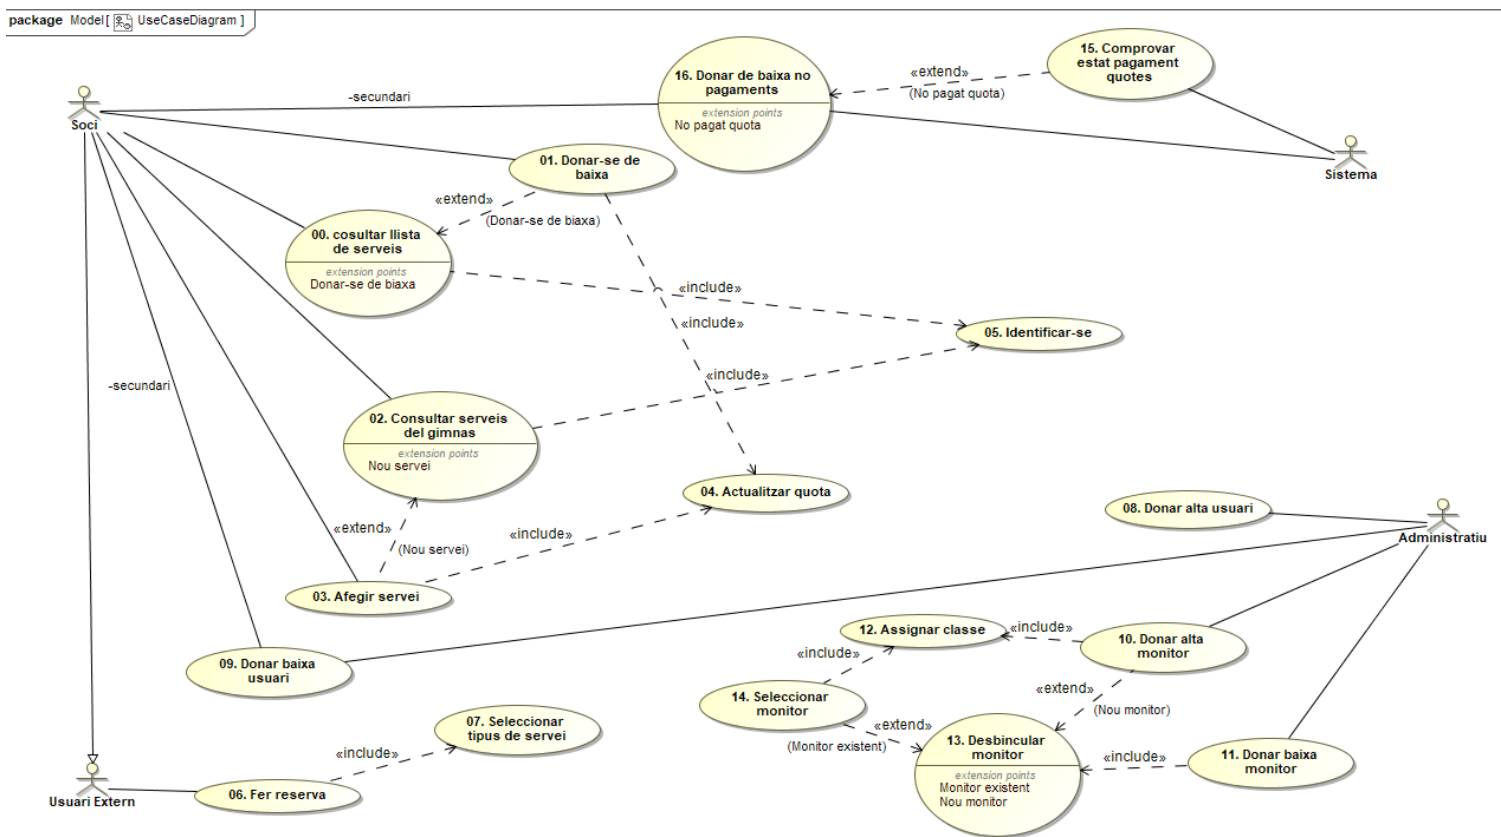 package Model[ UseCaseDiagram ]
Soci
-secundari
16. Donar de baixa no
pagaments
extension points
No pagat quota
«extend»
(No pagat quota)
15. Comprovar
estat pagament
quotes
Sistema
01. Donar-se de
baixa
«extend»
(Donar-se de biaxa)
00. cosultar llista
de serveis
extension points
Donar-se de biaxa
«include»
«include»
05. Identificar-se
«include»
-secundari
02. Consultar serveis
del gimnas
extension points
Nou servei
04. Actualitzar quota
«extend»
(Nou servei)
«include»
03. Afegir servei
08. Donar alta usuari
Administratiu
12. Assignar classe
«include»
10. Donar alta
monitor
«include»
09. Donar baixa
usuari
14. Seleccionar
monitor
«extend»
(Nou monitor)
«extend»
(Monitor existent)
07. Seleccionar
tipus de servei
«include»
13. Desbincular
monitor
extension points
Monitor existent
Nou monitor
«include»
11. Donar baixa
monitor
Usuari Extern
06. Fer reserva